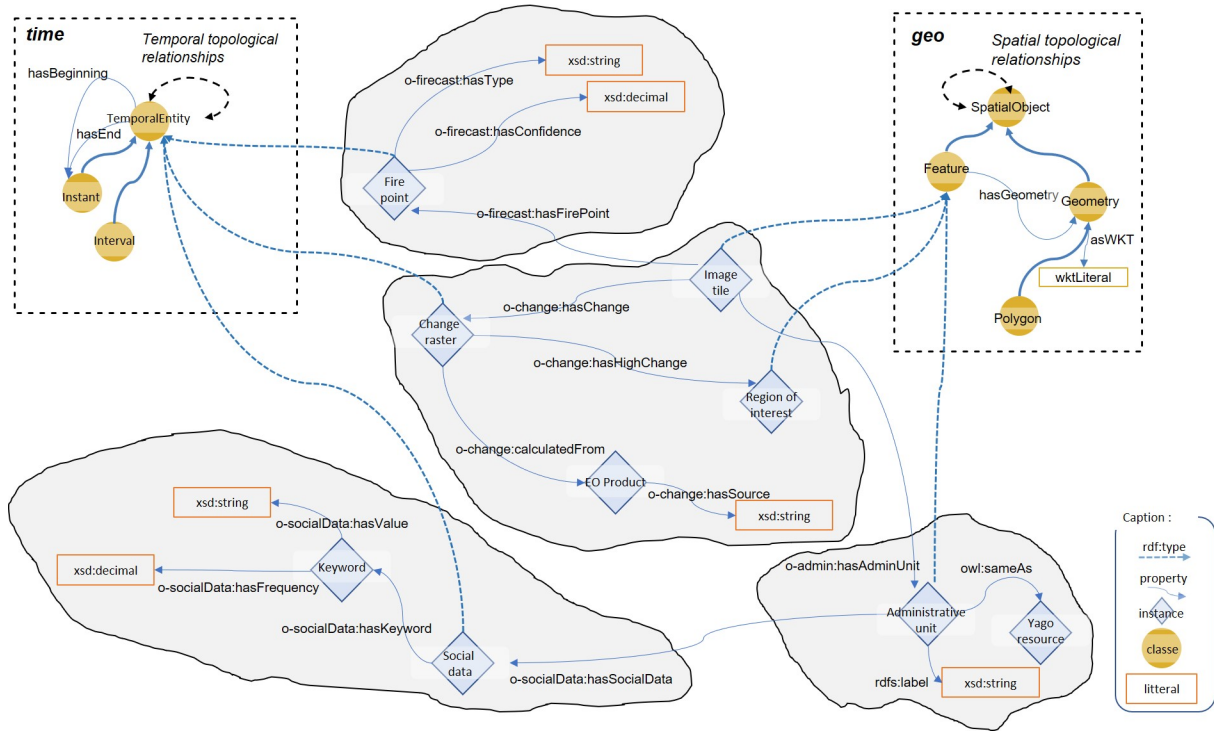 time
Temporal topological
relationships
hasBeginning
TemporalEntity
hasEnd
Instant
Interval
o-firecast:hasType
xsd:string
xsd:decimal
o-firecast:hasConfidence
Fire
point
o-firecast:hasFirePoint
geo
Spatial topological
relationships
SpatialObject
Feature
hasGeometry
Geometry
asWKT
wktLiteral
Polygon
Image
tile
o-change:hasChange
Change
raster
o-change:hasHighChange
Region of
interest
o-change:calculatedFrom
EO Product
o-change:hasSource
xsd:string
xsd:string
o-socialData:hasValue
xsd:decimal
Keyword
o-socialData:hasFrequency
o-socialData:hasKeyword
Social
data
o-socialData:hasSocialData
o-admin:hasAdminUnit
owl:sameAs
Administrative
unit
Yago
resource
rdfs:label
xsd:string
Caption :
rdf:type
property
instance
classe
litteral